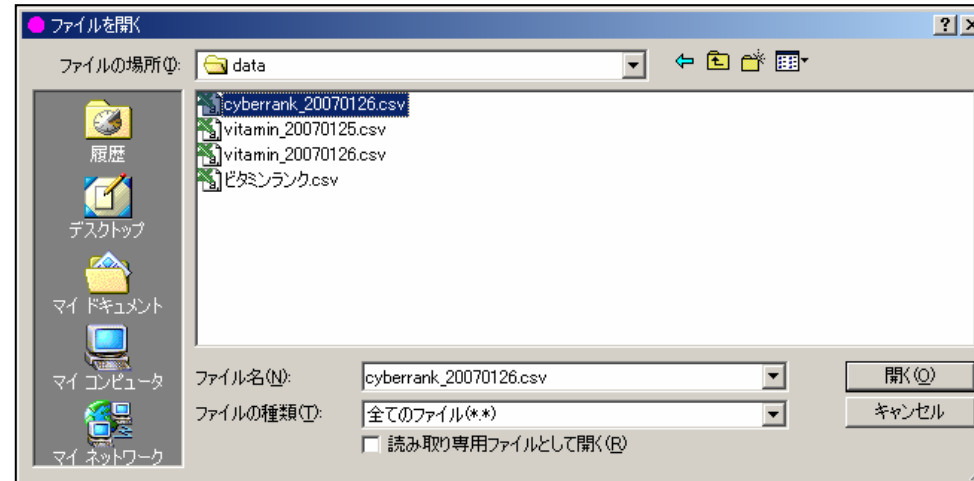 ファイルを開く
ファイルの場所(I):
data
履歴
デスクトップ
マイ ドキュメント
マイ コンピュータ
マイ ネットワーク
cyberrank_20070126.csv
vitamin_20070125.csv
vitamin_20070126.csv
ビタミンランク.csv
ファイル名(N):
cyberrank_20070126.csv
開く(O)
ファイルの種類(T):
全てのファイル(*.*)
キャンセル
読み取り専用ファイルとして開く(R)